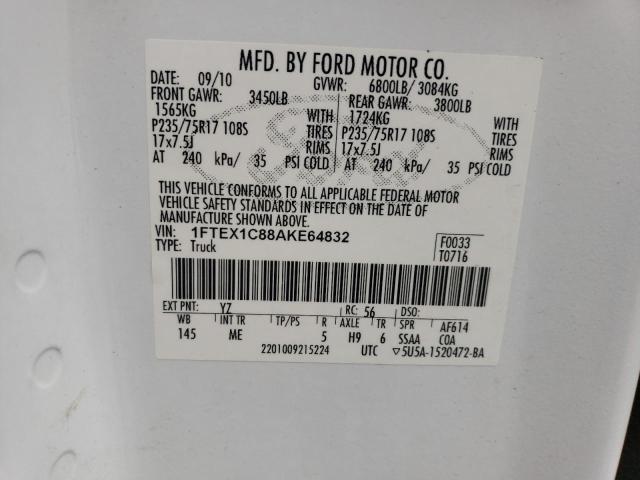 MFD. BY FORD MOTOR CO.
DATE: 09/10 GVWR: 6800LB/ 3084KG
FRONT GAWR: 3450LB REAR GAWR: 3800LB
1565KG WITH 1724KG WITH
P235/75R17 108S TIRES P235/75R17 108S TIRES
17x7.5J RIMS 17x7.5J RIMS
AT 240 kPa/ 35 PSI COLD AT 240 kPa/ 35 PSI COLD
THIS VEHICLE CONFORMS TO ALL APPLICABLE FEDERAL MOTOR
VEHICLE SAFETY STANDARDS IN EFFECT ON THE DATE OF
MANUFACTURE SHOWN ABOVE.
VIN: 1FTEX1C88AKE64832 F0033
TYPE: Truck T0716
EXT PNT: YZ RC: 56 DSO:
WB INT TR TP/PS R AXLE TR SPR AF614
145 ME 5 H9 6 SSAA COA
2201009215224 UTC ▽5U5A-1520472-BA